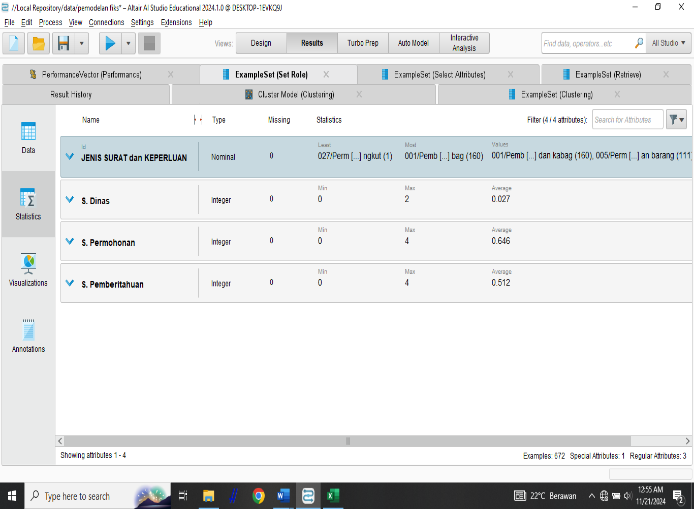 //Local Repository/data/pemodelan fiks* – Altair AI Studio Educational 2024.1.0 @ DESKTOP-1EVKQ9J
File Edit Process View Connections Settings Extensions Help
Views: Design Results Turbo Prep Auto Model Interactive Analysis Find data, operators...etc All Studio
PerformanceVector (Performance) ExampleSet (Set Role) ExampleSet (Select Attributes) ExampleSet (Retrieve)
Result History Cluster Model (Clustering) ExampleSet (Clustering)
Name Type Missing Statistics Filter (4 / 4 attributes): Search for Attributes
Data
Id
JENIS SURAT dan KEPERLUAN Nominal 0
Least
027/Perm [...] ngkut (1)
Most
001/Pemb [...] bag (160)
Values
001/Pemb [...] dan kabag (160), 005/Perm [...] an barang (111)
Statistics
S. Dinas Integer 0
Min
0
Max
2
Average
0.027
S. Permohonan Integer 0
Min
0
Max
4
Average
0.646
Visualizations
S. Pemberitahuan Integer 0
Min
0
Max
4
Average
0.512
Annotations
Showing attributes 1 - 4
Examples: 672 Special Attributes: 1 Regular Attributes: 3
Type here to search
22°C Berawan
12:55 AM
11/21/2024
2